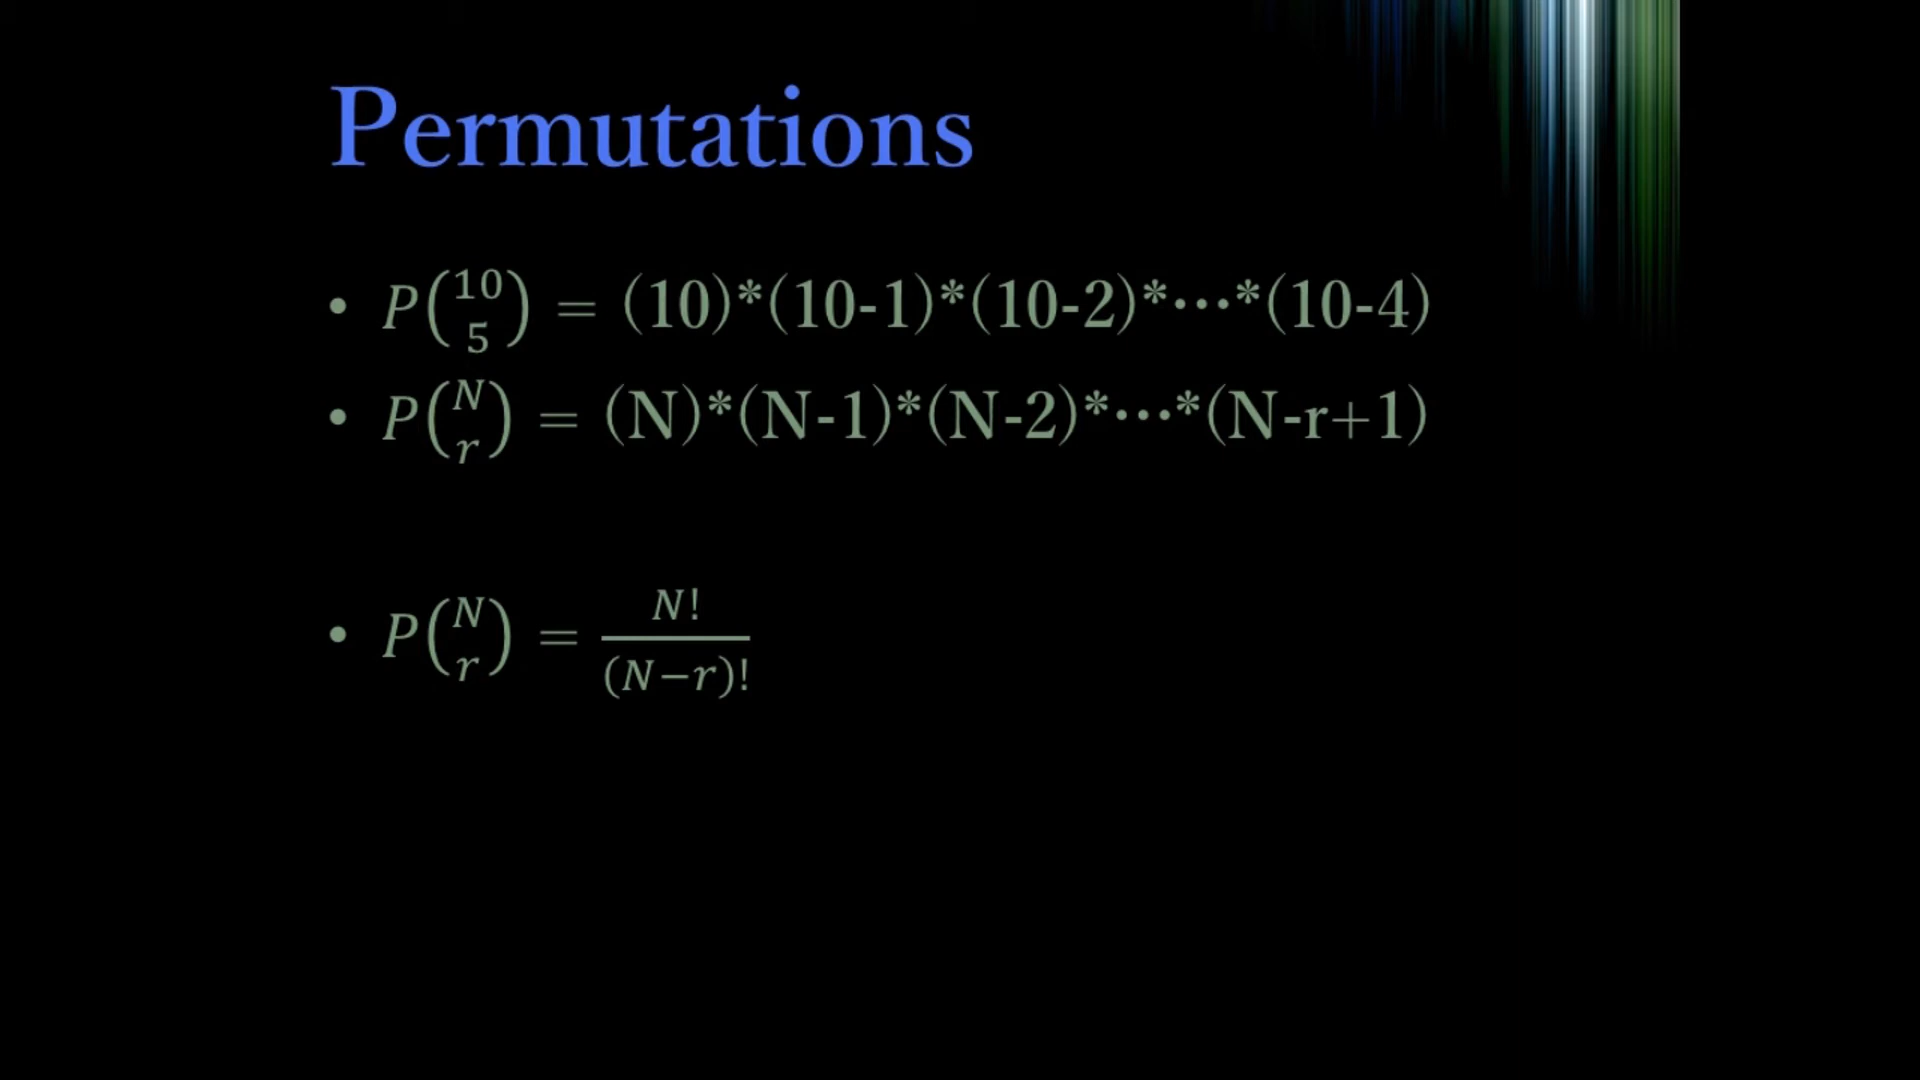 Permutations
• P(10 5) = (10)*(10-1)*(10-2)*⋯*(10-4)
• P(N r) = (N)*(N-1)*(N-2)*⋯*(N-r+1)
• P(N r) = N! / (N−r)!